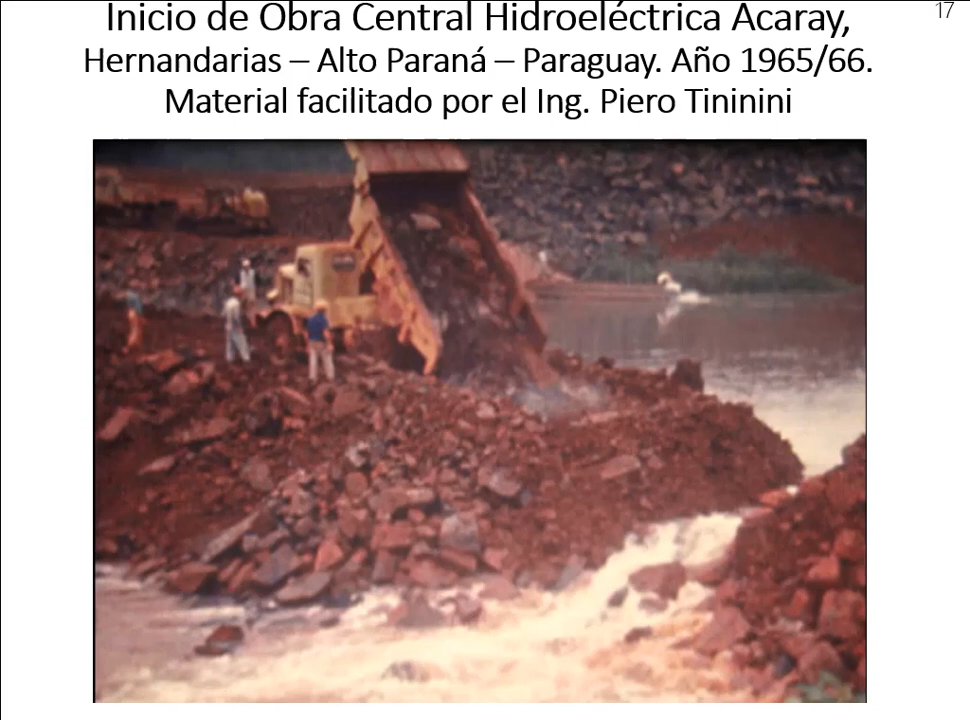 Inicio de Obra Central Hidroeléctrica Acaray,
17
Hernandarias – Alto Paraná – Paraguay. Año 1965/66.
Material facilitado por el Ing. Piero Tininini